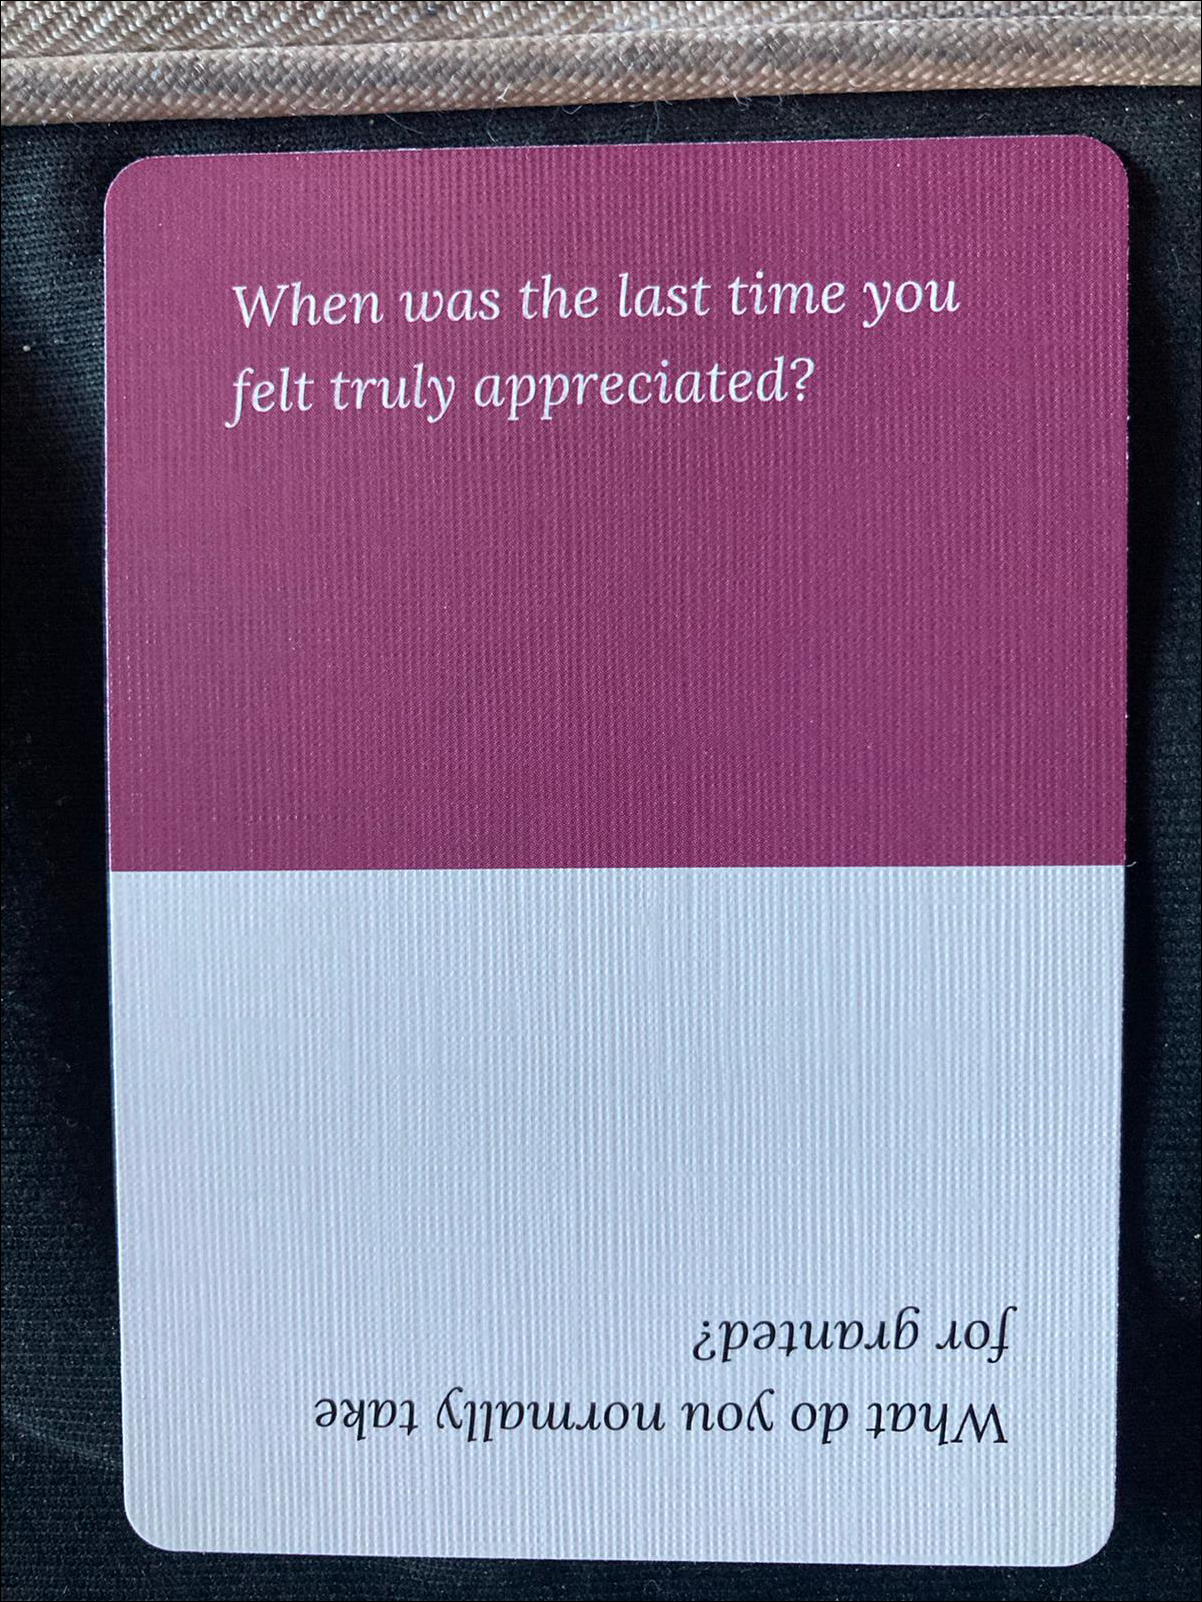 When was the last time you
felt truly appreciated?
What do you normally take
for granted?